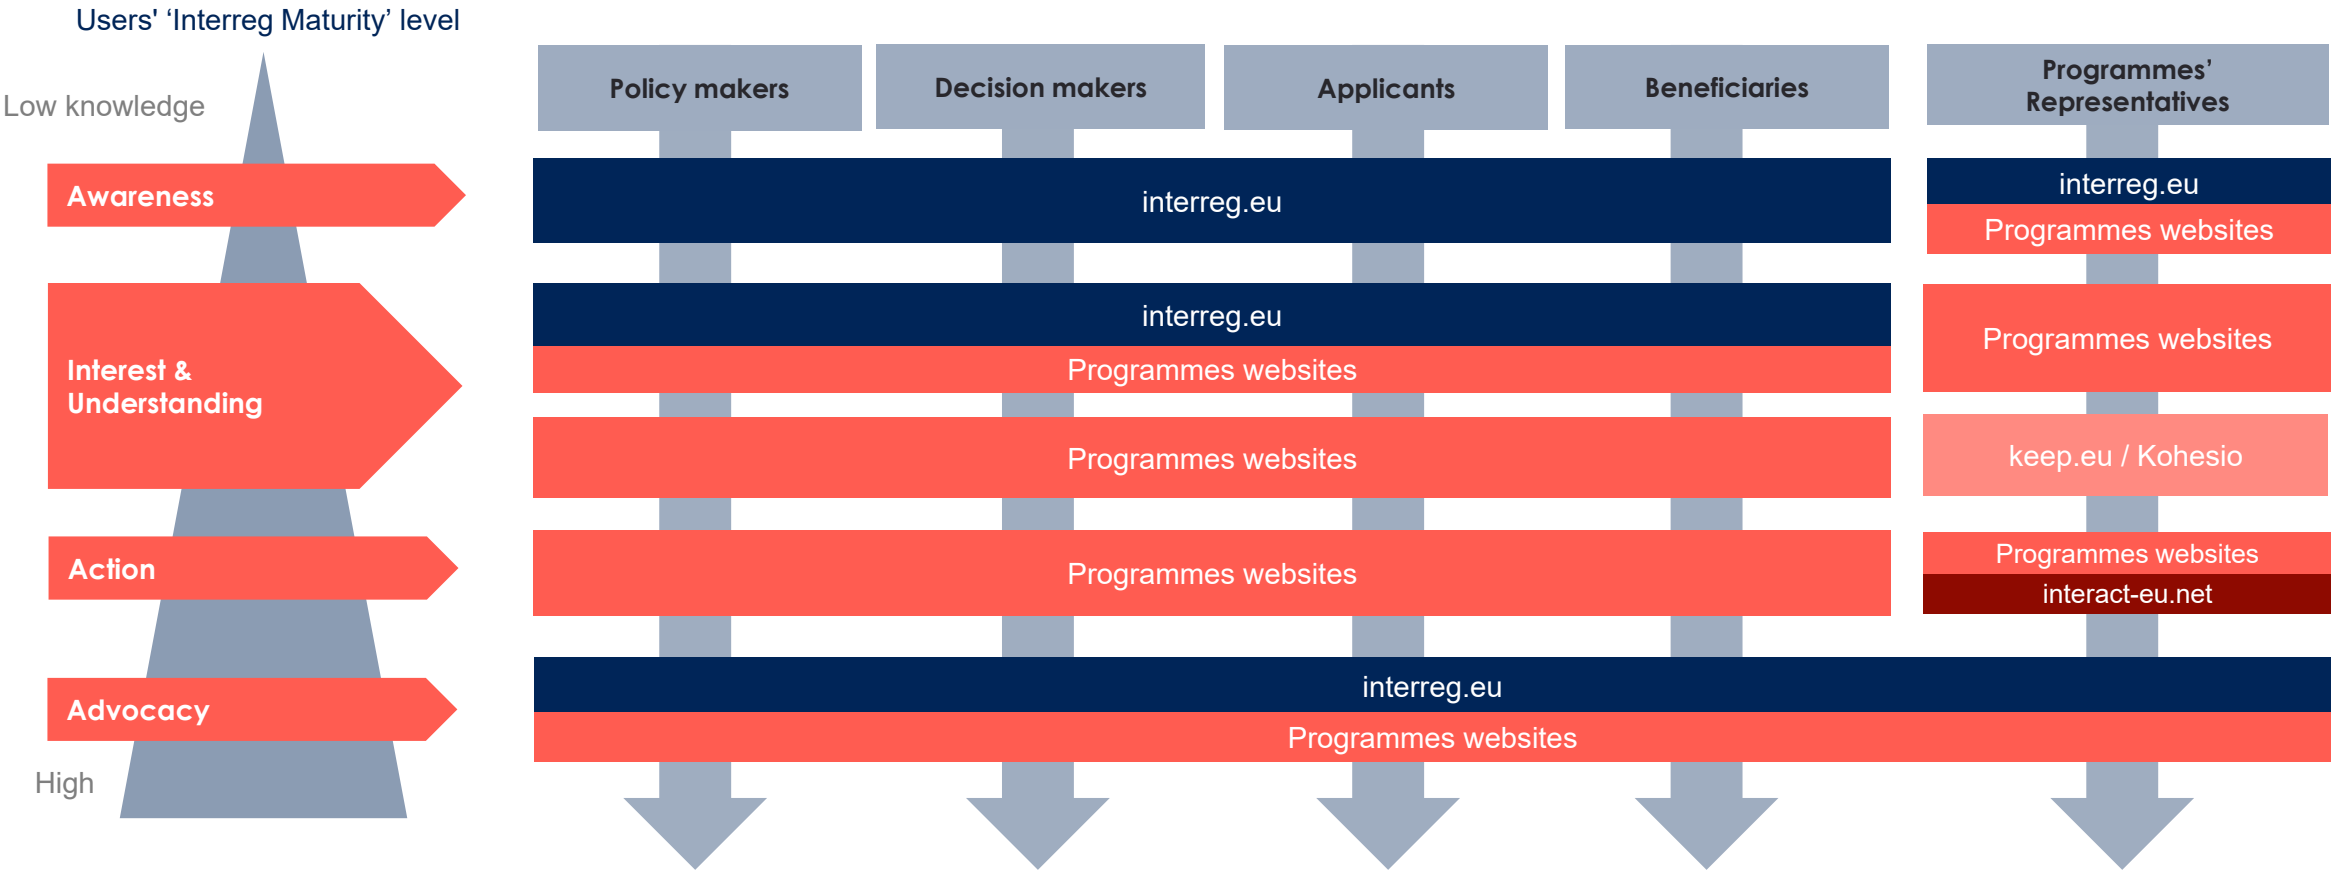 Users' ‘Interreg Maturity’ level
Low knowledge
Policy makers
Decision makers
Applicants
Beneficiaries
Programmes’
Representatives
Awareness
interreg.eu
interreg.eu
Programmes websites
Interest &
Understanding
interreg.eu
Programmes websites
Programmes websites
Programmes websites
keep.eu / Kohesio
Action
Programmes websites
Programmes websites
interact-eu.net
Advocacy
interreg.eu
Programmes websites
High